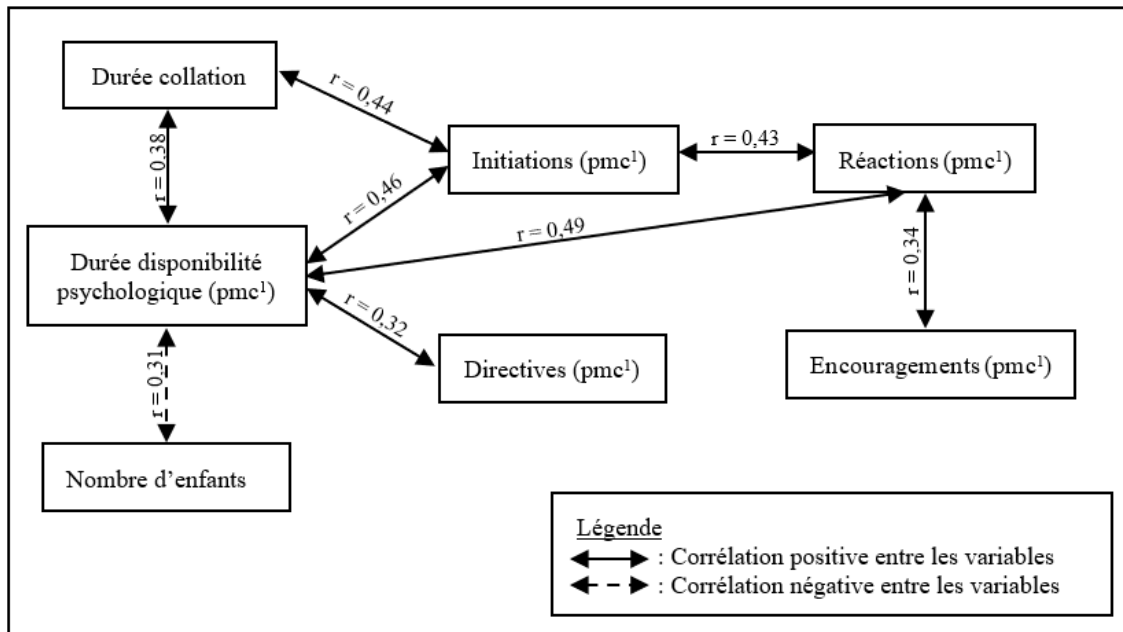 Durée collation
r = 0,44
r = 0,38
Initiations (pmc¹)
r = 0,43
Réactions (pmc¹)
r = 0,46
r = 0,49
Durée disponibilité
psychologique (pmc¹)
r = 0,34
r = 0,32
Directives (pmc¹)
Encouragements (pmc¹)
r = 0,31
Nombre d’enfants
Légende
: Corrélation positive entre les variables
: Corrélation négative entre les variables